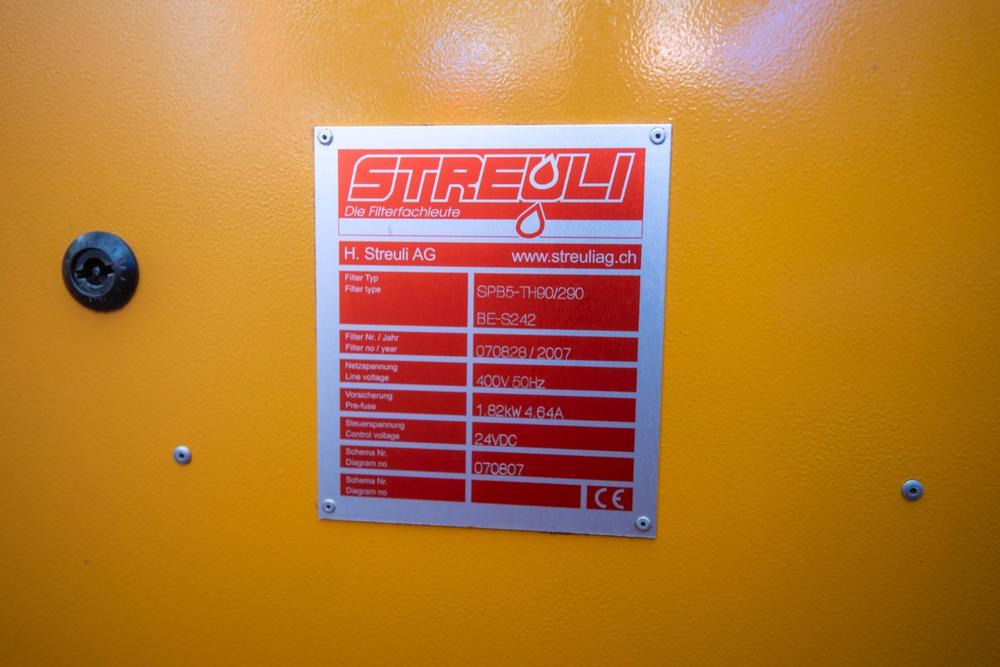 STREULI
Die Filterfachleute
H. Streuli AG www.streuliag.ch
Filter Typ
Filter type
SPB5-TH90/290
BE-S242
Filter Nr. / Jahr
Filter no / year
070828 / 2007
Netzspannung
Line voltage
400V 50Hz
Vorsicherung
Pre-fuse
1.82kW 4.64A
Steuerspannung
Control voltage
24VDC
Schema Nr.
Diagram no
070807
Schema Nr.
Diagram no
CE